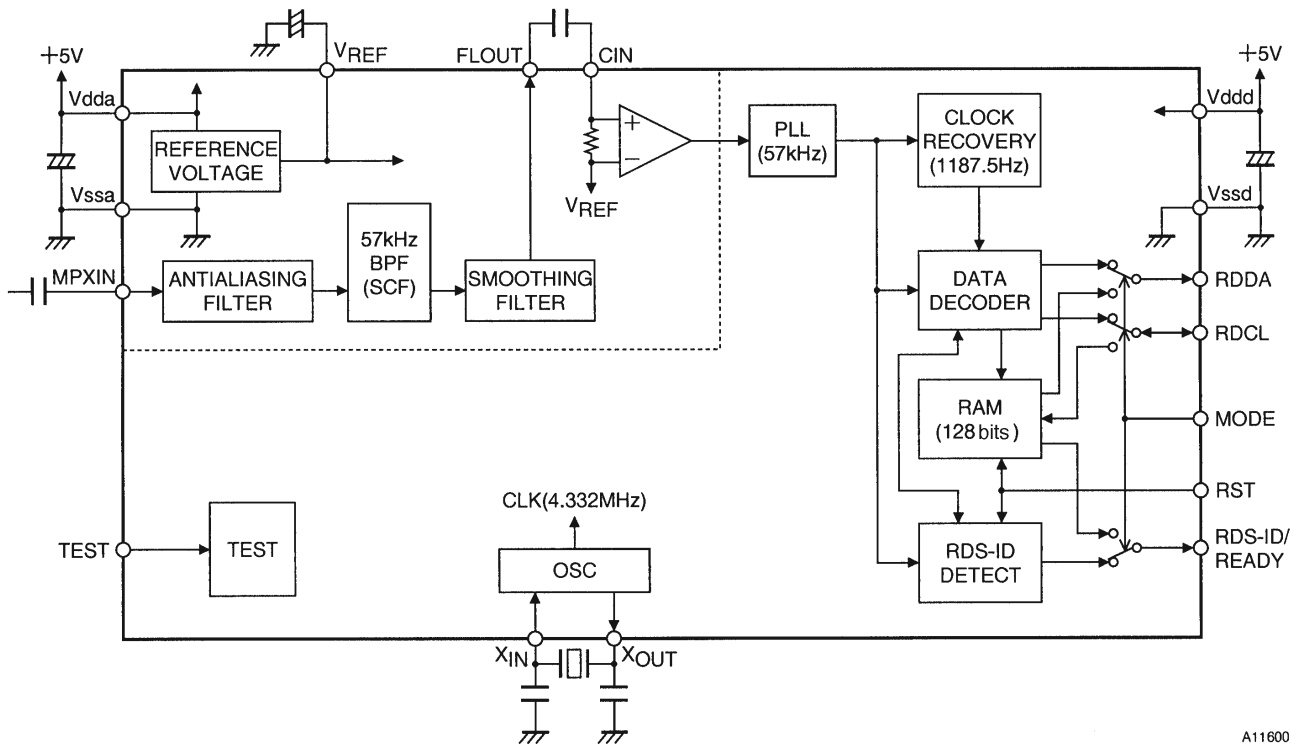 +5V
VREF
FLOUT
CIN
+5V
Vdda
REFERENCE
VOLTAGE
Vssa
+
−
VREF
PLL
(57kHz)
CLOCK
RECOVERY
(1187.5Hz)
Vddd
Vssd
MPXIN
ANTIALIASING
FILTER
57kHz
BPF
(SCF)
SMOOTHING
FILTER
DATA
DECODER
RDDA
RDCL
RAM
(128bits)
MODE
RST
CLK(4.332MHz)
TEST
TEST
OSC
RDS-ID
DETECT
RDS-ID/
READY
XIN
XOUT
A11600